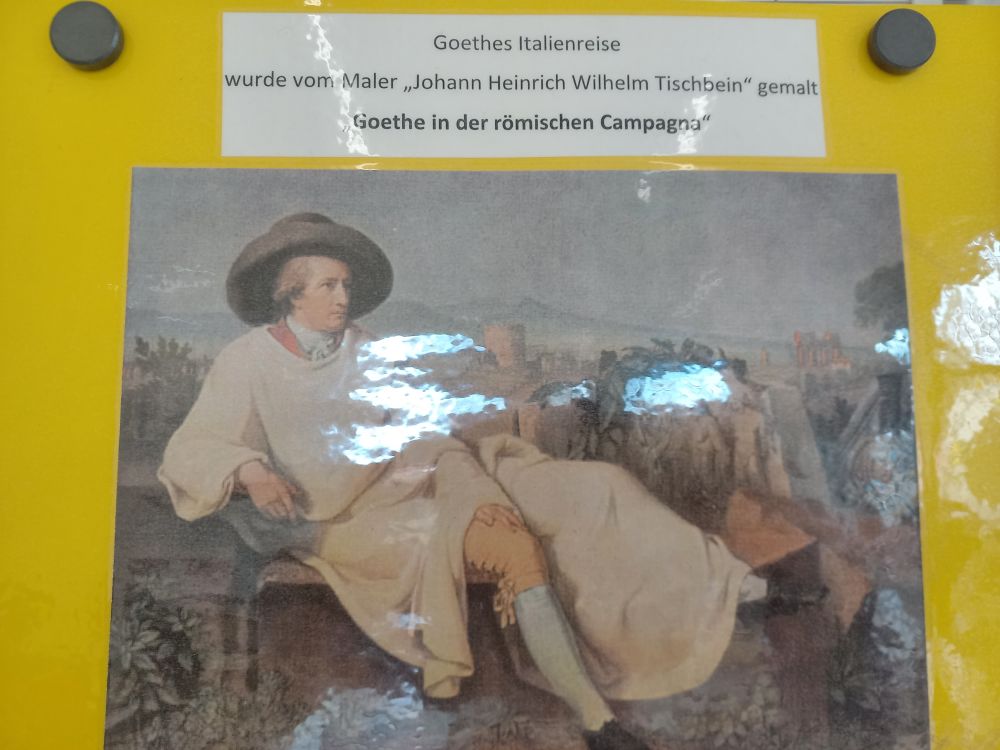 Goethes Italienreise
wurde vom Maler „Johann Heinrich Wilhelm Tischbein“ gemalt
„Goethe in der römischen Campagna“